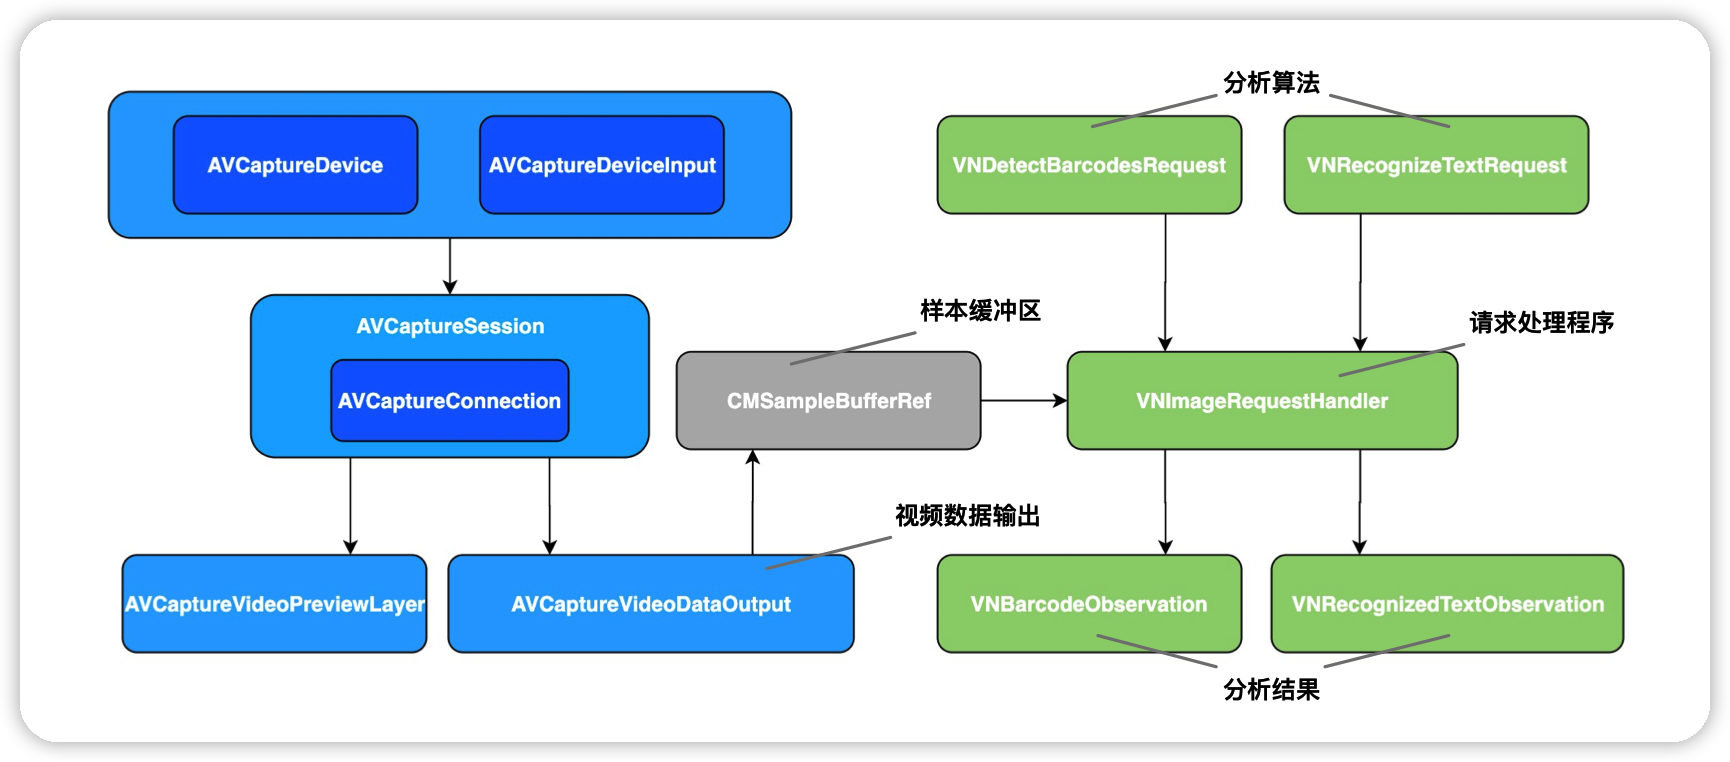 分析算法
AVCaptureDevice
AVCaptureDeviceInput
VNDetectBarcodesRequest
VNRecognizeTextRequest
样本缓冲区
请求处理程序
AVCaptureSession
AVCaptureConnection
CMSampleBufferRef
VNImageRequestHandler
视频数据输出
AVCaptureVideoPreviewLayer
AVCaptureVideoDataOutput
VNBarcodeObservation
VNRecognizedTextObservation
分析结果